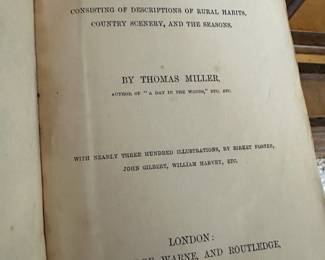 CONSISTING OF DESCRIPTIONS OF RURAL HABITS,
COUNTRY SCENERY, AND THE SEASONS.
BY THOMAS MILLER,
AUTHOR OF "A DAY IN THE WOODS," ETC. ETC.
WITH NEARLY THREE HUNDRED ILLUSTRATIONS, BY BIRKET FOSTER,
JOHN GILBERT, WILLIAM HARVEY, ETC.
LONDON:
WARNE, AND ROUTLEDGE,